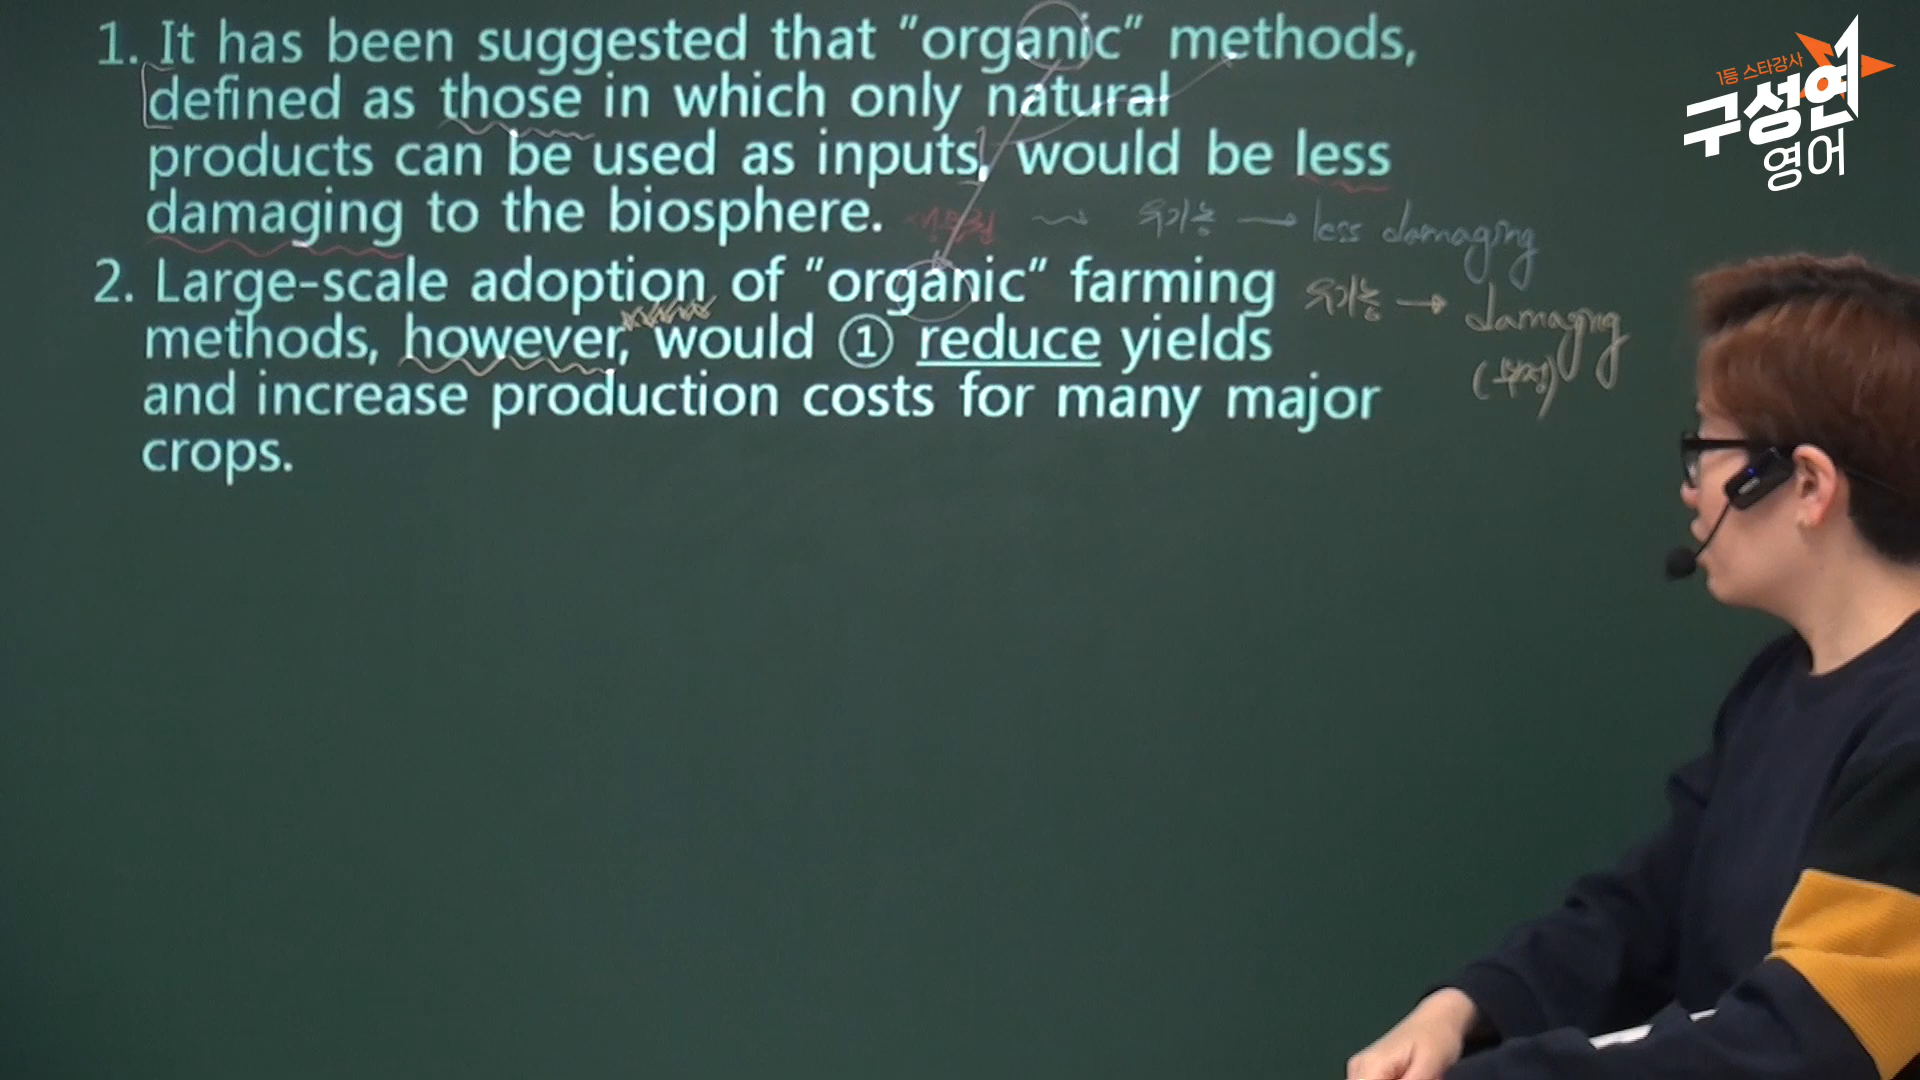 1. It has been suggested that "organic" methods,
defined as those in which only natural
products can be used as inputs, would be less
damaging to the biosphere. 생물권 유기농 → less damaging
2. Large-scale adoption of "organic" farming 유기농 → damaging
methods, however, would ① reduce yields (부정)
and increase production costs for many major
crops.
1등 스타강사
구성연
영어